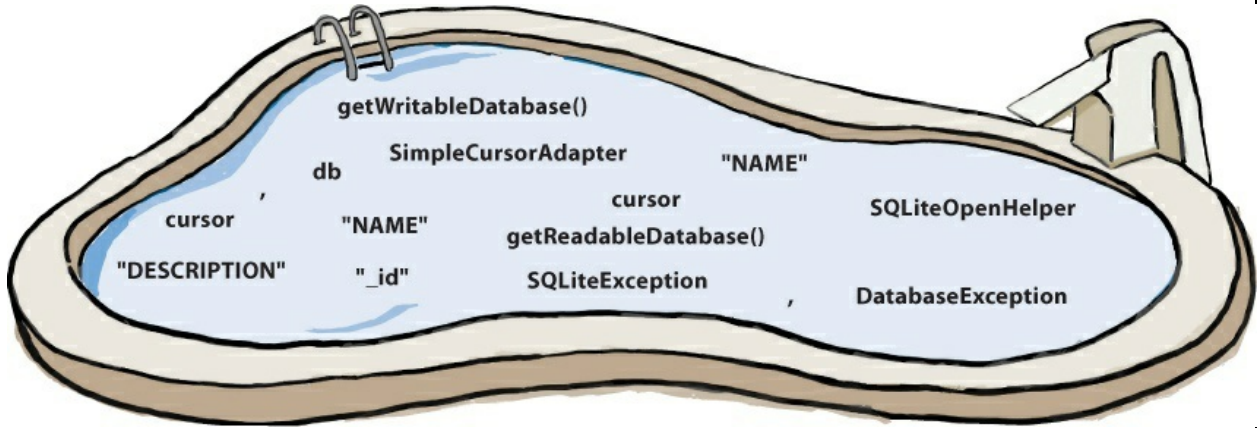 getWritableDatabase()
SimpleCursorAdapter
"NAME"
db
,
cursor
SQLiteOpenHelper
cursor
"NAME"
getReadableDatabase()
"DESCRIPTION"
"_id"
SQLiteException
,
DatabaseException